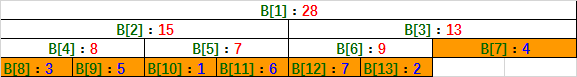 B[1] : 28
B[2] : 15 B[3] : 13
B[4] : 8 B[5] : 7 B[6] : 9 B[7] : 4
B[8] : 3 B[9] : 5 B[10] : 1 B[11] : 6 B[12] : 7 B[13] : 2